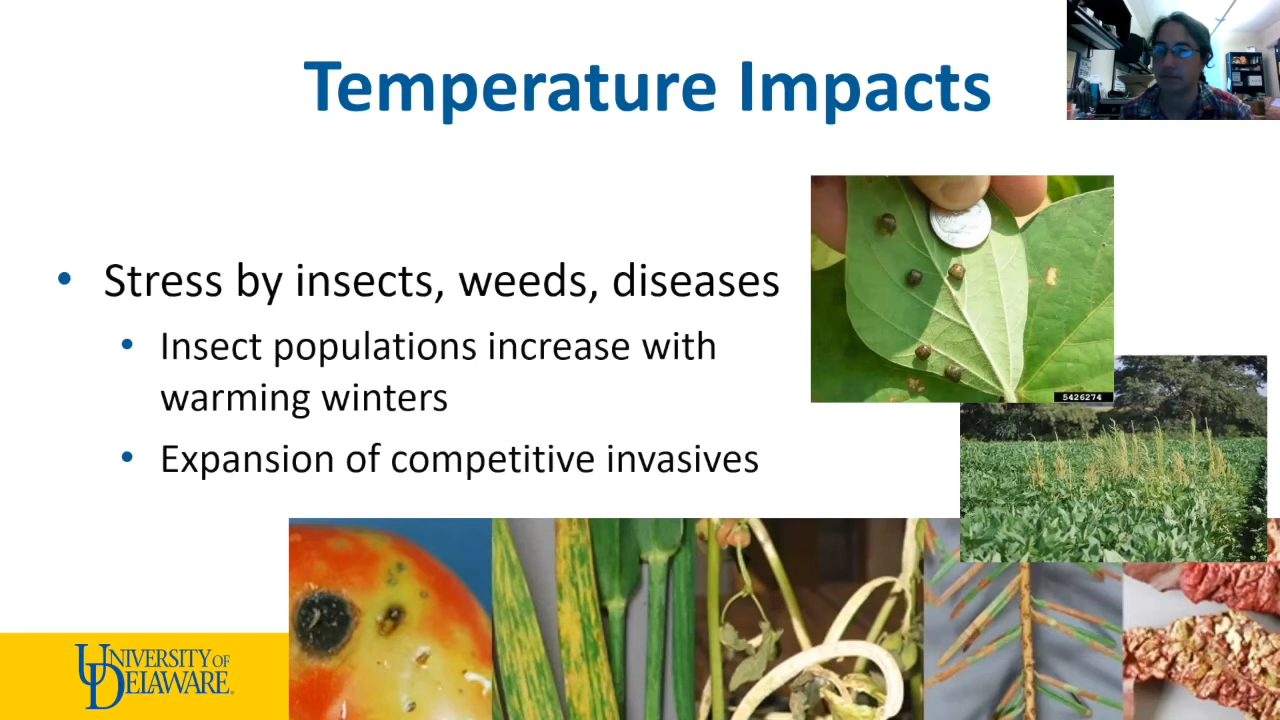 Temperature Impacts
Stress by insects, weeds, diseases
Insect populations increase with
warming winters
Expansion of competitive invasives
5426274
UNIVERSITY OF
DELAWARE.